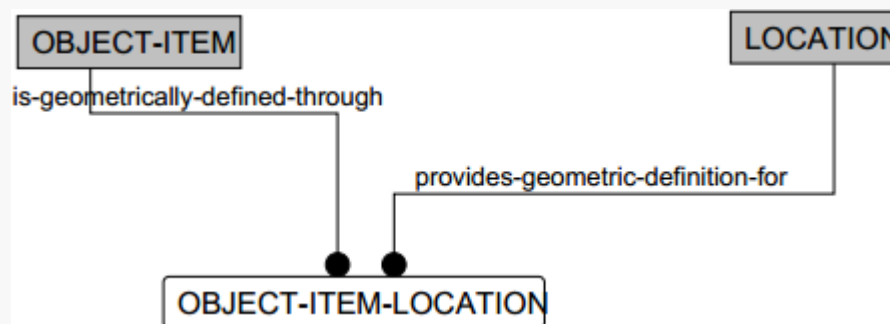 OBJECT-ITEM
LOCATION
is-geometrically-defined-through
provides-geometric-definition-for
OBJECT-ITEM-LOCATION